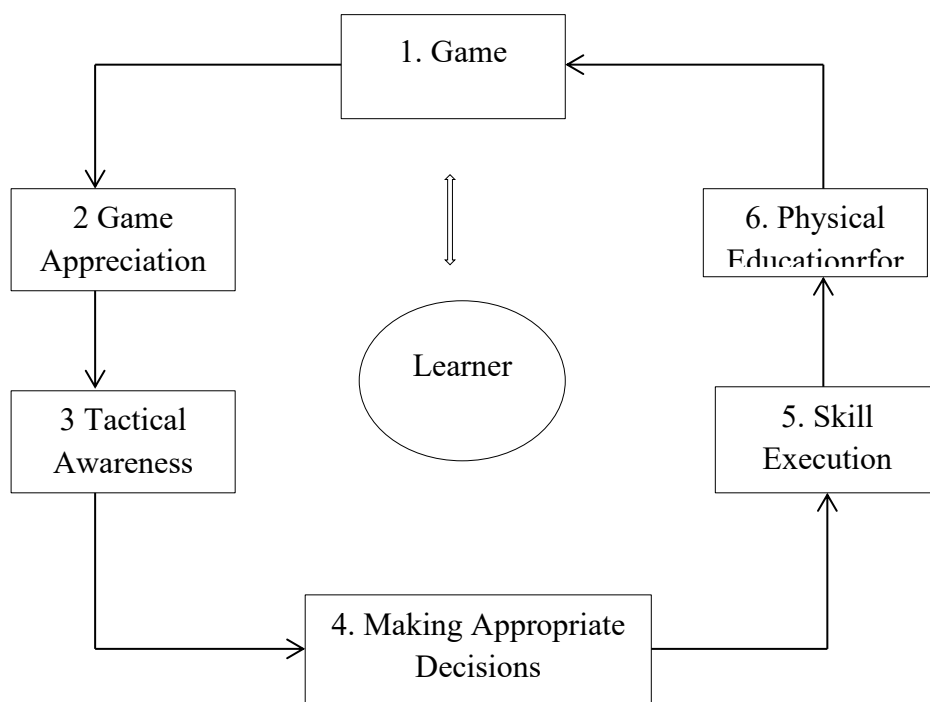 1. Game
2 Game
Appreciation
3 Tactical
Awareness
4. Making Appropriate
Decisions
5. Skill
Execution
6. Physical
Educationrfor
Learner